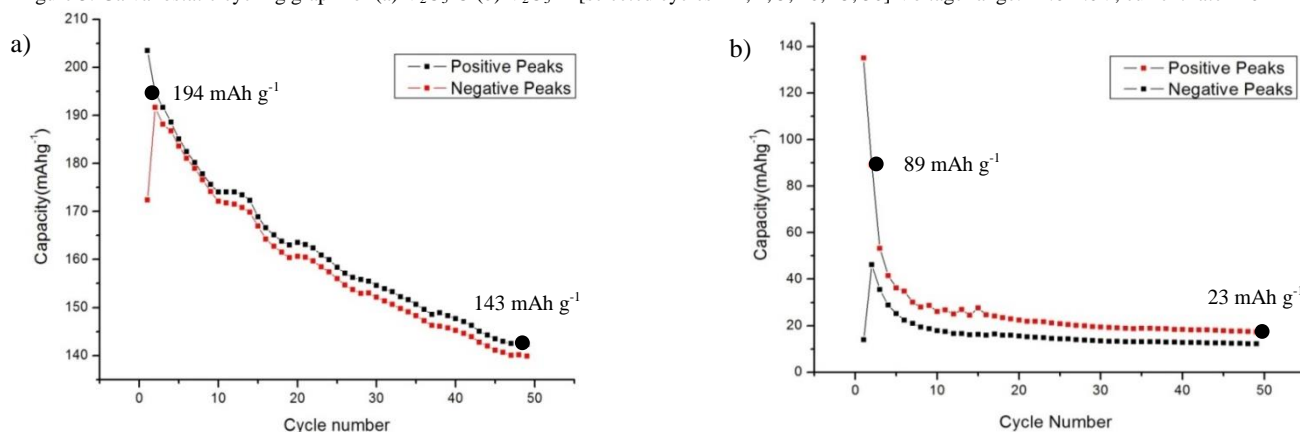 a)
210
200
190
180
170
160
150
140
Capacity(mAhg⁻¹)
0
10
20
30
40
50
Cycle number
Positive Peaks
Negative Peaks
194 mAh g⁻¹
143 mAh g⁻¹
b)
140
120
100
80
60
40
20
0
Capacity(mAhg⁻¹)
0
10
20
30
40
50
Cycle Number
Positive Peaks
Negative Peaks
89 mAh g⁻¹
23 mAh g⁻¹